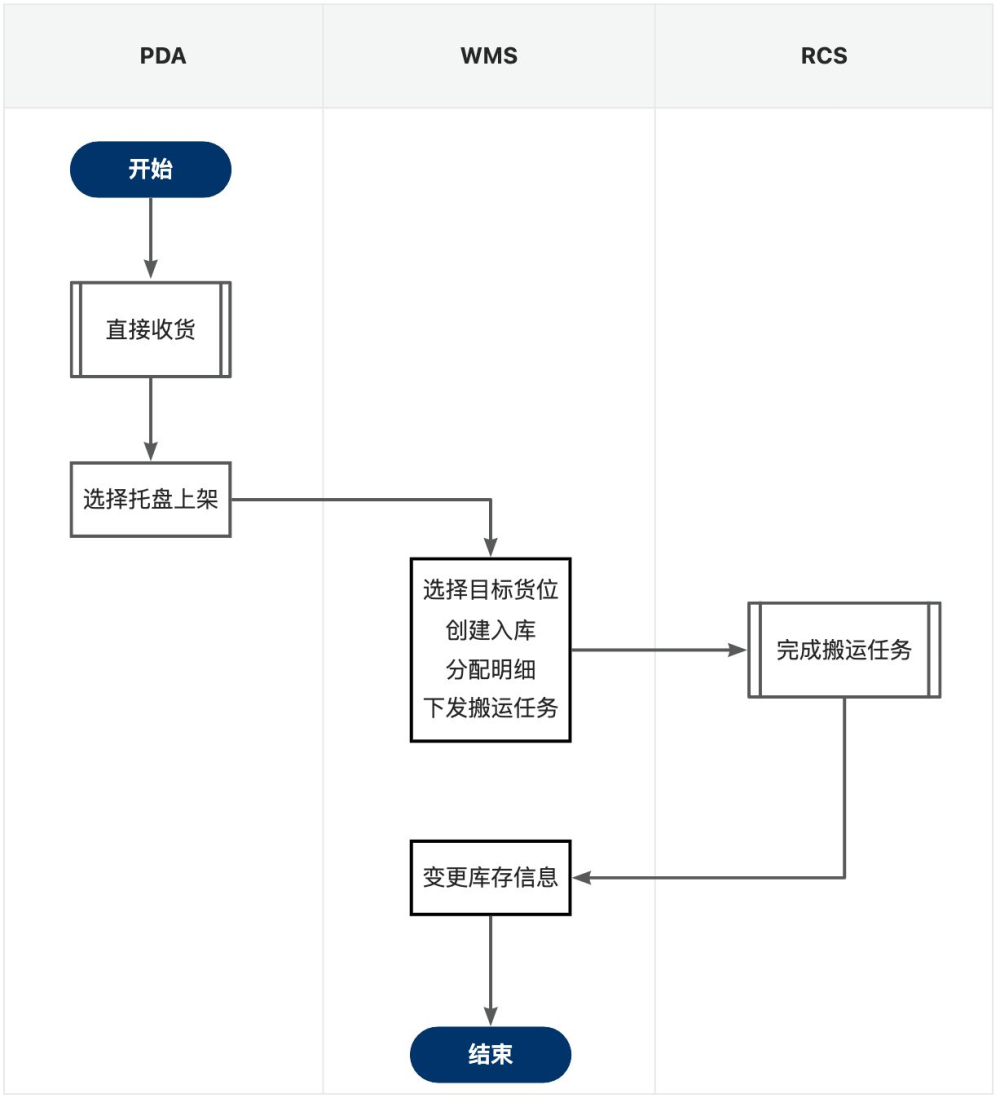 PDA
WMS
RCS
开始
直接收货
选择托盘上架
选择目标货位
创建入库
分配明细
下发搬运任务
完成搬运任务
变更库存信息
结束